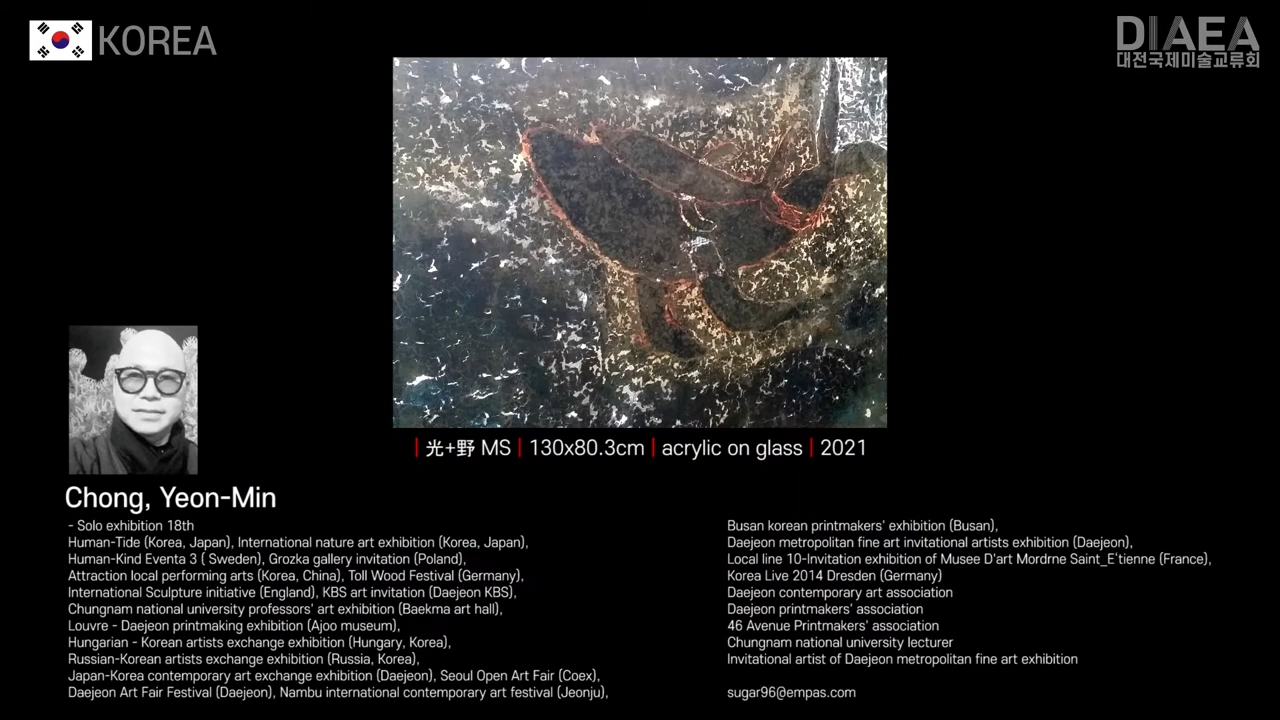 KOREA
DIAEA
대전국제미술교류회
| 光+野 MS | 130x80.3cm | acrylic on glass | 2021
Chong, Yeon-Min
- Solo exhibition 18th
Human-Tide (Korea, Japan), International nature art exhibition (Korea, Japan),
Human-Kind Eventa 3 ( Sweden), Grozka gallery invitation (Poland),
Attraction local performing arts (Korea, China), Toll Wood Festival (Germany),
International Sculpture initiative (England), KBS art invitation (Daejeon KBS),
Chungnam national university professors' art exhibition (Baekma art hall),
Louvre - Daejeon printmaking exhibition (Ajoo museum),
Hungarian - Korean artists exchange exhibition (Hungary, Korea),
Russian-Korean artists exchange exhibition (Russia, Korea),
Japan-Korea contemporary art exchange exhibition (Daejeon), Seoul Open Art Fair (Coex),
Daejeon Art Fair Festival (Daejeon), Nambu international contemporary art festival (Jeonju),
Busan korean printmakers' exhibition (Busan),
Daejeon metropolitan fine art invitational artists exhibition (Daejeon),
Local line 10-Invitation exhibition of Musee D'art Mordrne Saint_E'tienne (France),
Korea Live 2014 Dresden (Germany)
Daejeon contemporary art association
Daejeon printmakers' association
46 Avenue Printmakers' association
Chungnam national university lecturer
Invitational artist of Daejeon metropolitan fine art exhibition
sugar96@empas.com